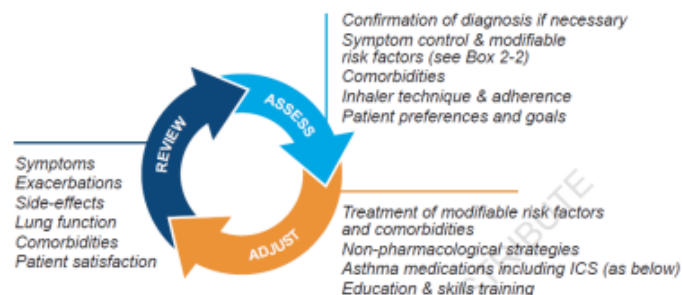 Confirmation of diagnosis if necessary
Symptom control & modifiable
risk factors (see Box 2-2)
Comorbidities
Inhaler technique & adherence
Patient preferences and goals
ASSESS
REVIEW
Symptoms
Exacerbations
Side-effects
Lung function
Comorbidities
Patient satisfaction
ADJUST
Treatment of modifiable risk factors
and comorbidities
Non-pharmacological strategies
Asthma medications including ICS (as below)
Education & skills training